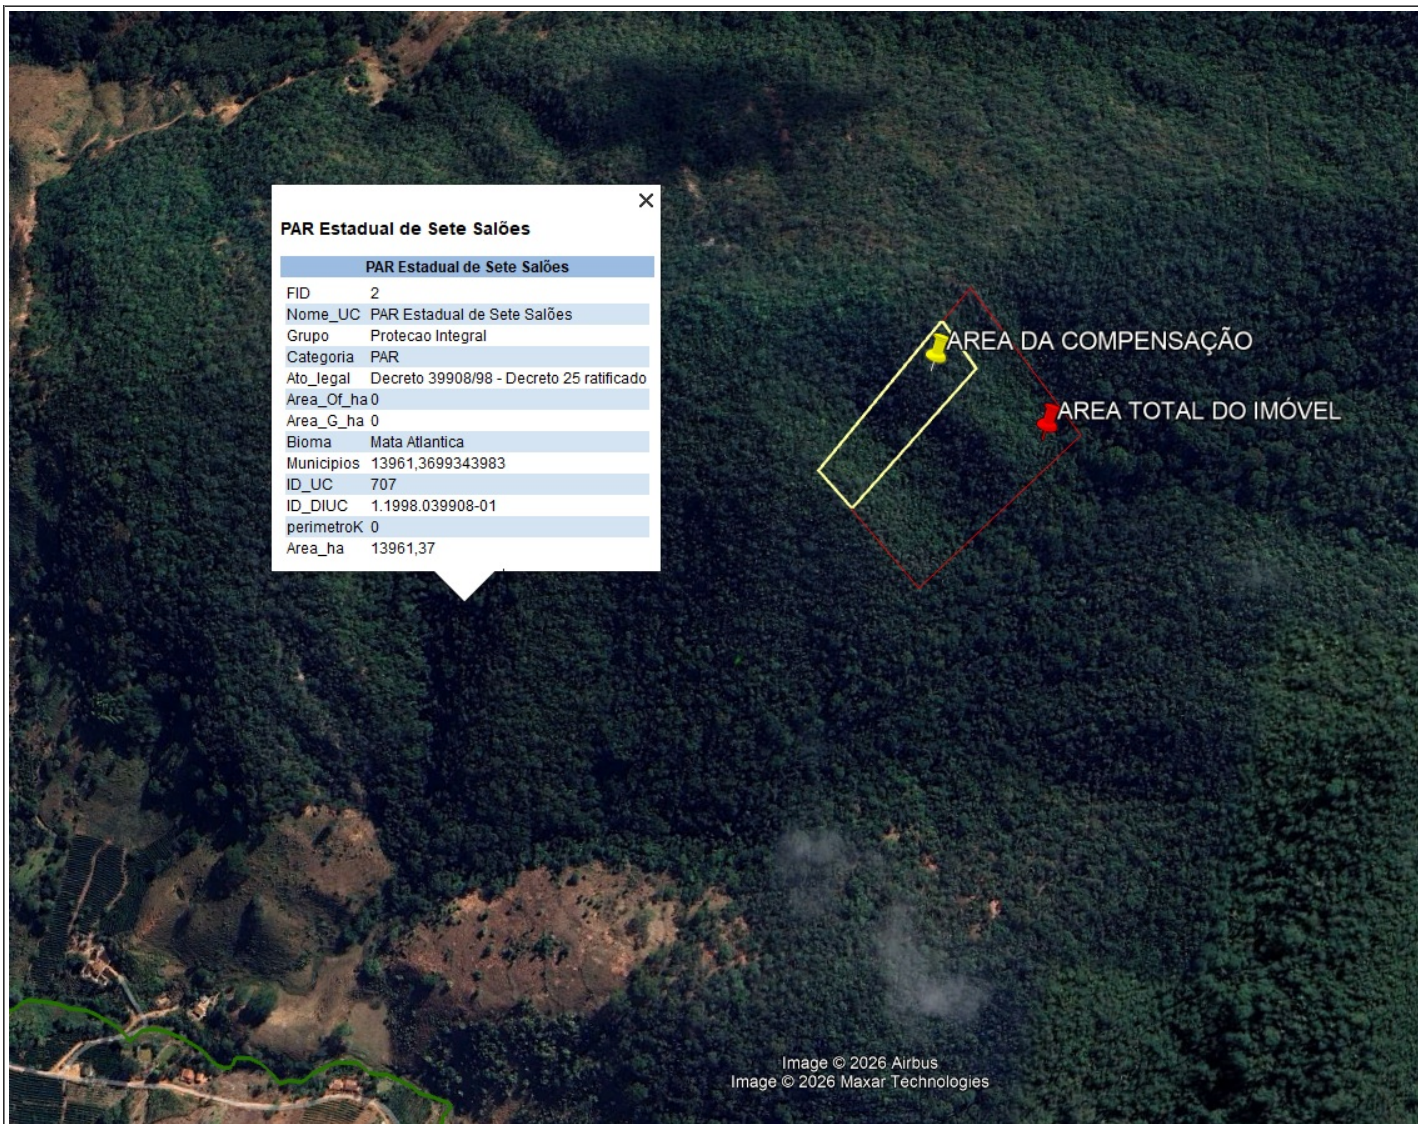 PAR Estadual de Sete Salões
PAR Estadual de Sete Salões
FID 2
Nome_UC PAR Estadual de Sete Salões
Grupo Protecao Integral
Categoria PAR
Ato_legal Decreto 39908/98 - Decreto 25 ratificado
Area_Of_ha 0
Area_G_ha 0
Bioma Mata Atlantica
Municipios 13961,3699343983
ID_UC 707
ID_DIUC 1.1998.039908-01
perimetroK 0
Area_ha 13961,37
AREA DA COMPENSAÇÃO
AREA TOTAL DO IMÓVEL
Image © 2026 Airbus
Image © 2026 Maxar Technologies